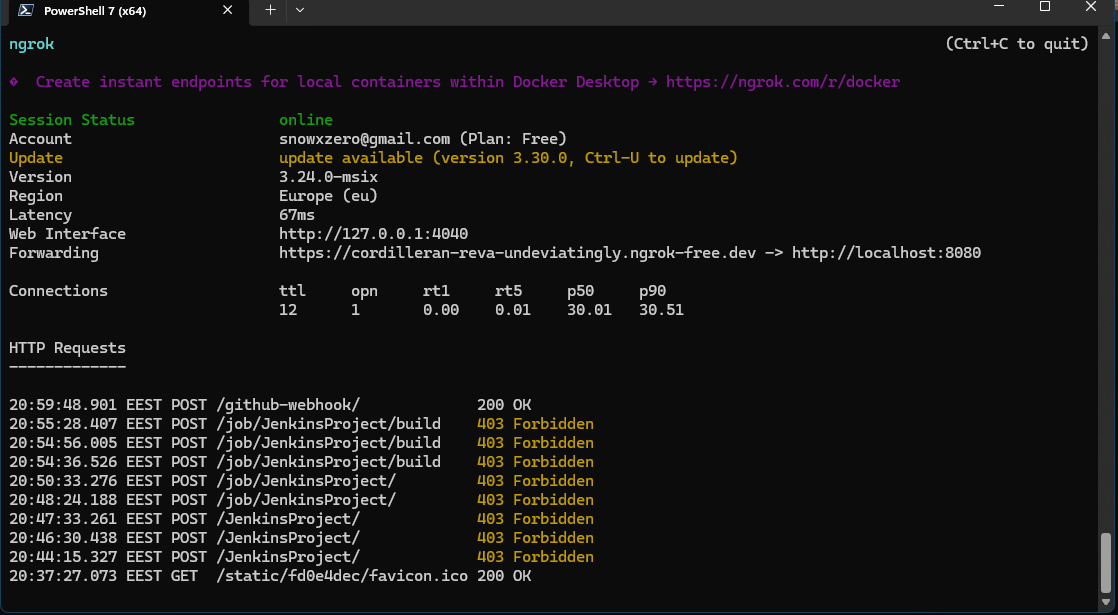 PowerShell 7 (x64)
ngrok (Ctrl+C to quit)
� Create instant endpoints for local containers within Docker Desktop → https://ngrok.com/r/docker
Session Status online
Account snowxzero@gmail.com (Plan: Free)
Update update available (version 3.30.0, Ctrl-U to update)
Version 3.24.0-msix
Region Europe (eu)
Latency 67ms
Web Interface http://127.0.0.1:4040
Forwarding https://cordilleran-reva-undeviatingly.ngrok-free.dev -> http://localhost:8080
Connections ttl opn rt1 rt5 p50 p90
12 1 0.00 0.01 30.01 30.51
HTTP Requests
-------------
20:59:48.901 EEST POST /github-webhook/ 200 OK
20:55:28.407 EEST POST /job/JenkinsProject/build 403 Forbidden
20:54:56.005 EEST POST /job/JenkinsProject/build 403 Forbidden
20:54:36.526 EEST POST /job/JenkinsProject/build 403 Forbidden
20:50:33.276 EEST POST /job/JenkinsProject/ 403 Forbidden
20:48:24.188 EEST POST /job/JenkinsProject/ 403 Forbidden
20:47:33.261 EEST POST /JenkinsProject/ 403 Forbidden
20:46:30.438 EEST POST /JenkinsProject/ 403 Forbidden
20:44:15.327 EEST POST /JenkinsProject/ 403 Forbidden
20:37:27.073 EEST GET /static/fd0e4dec/favicon.ico 200 OK